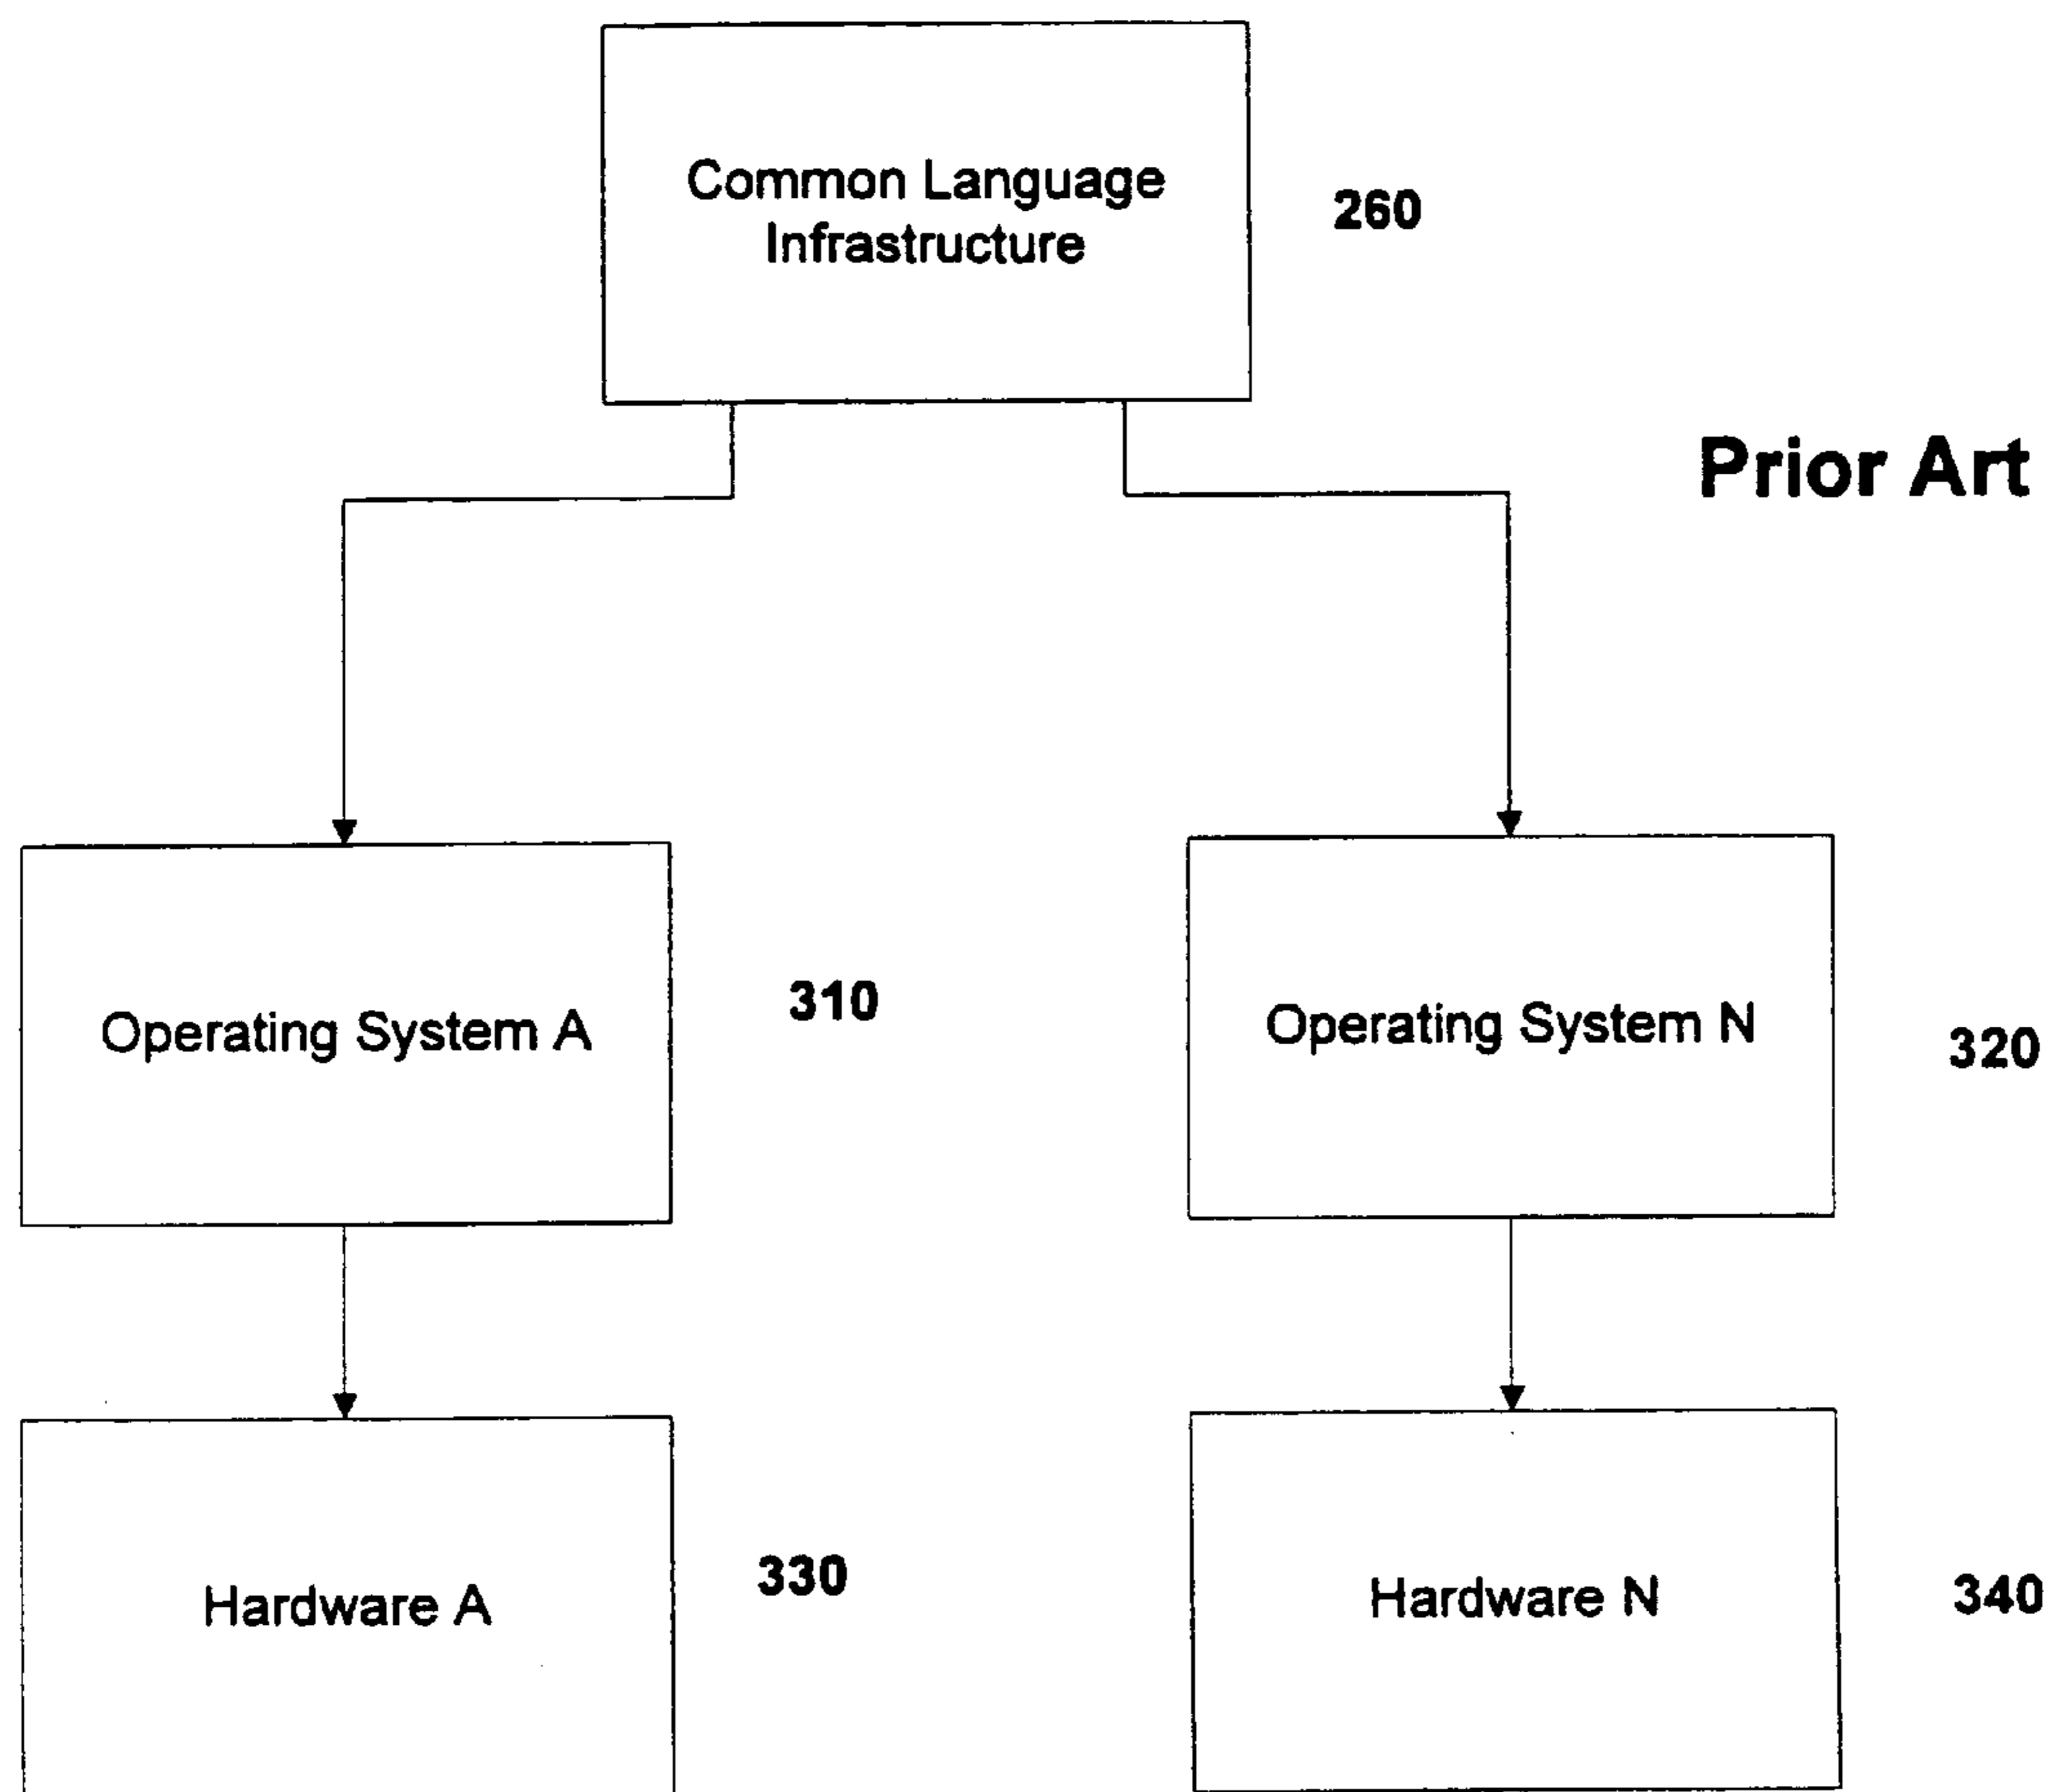 Common Language
Infrastructure
260
Prior Art
Operating System A
310
Operating System N
320
Hardware A
330
Hardware N
340